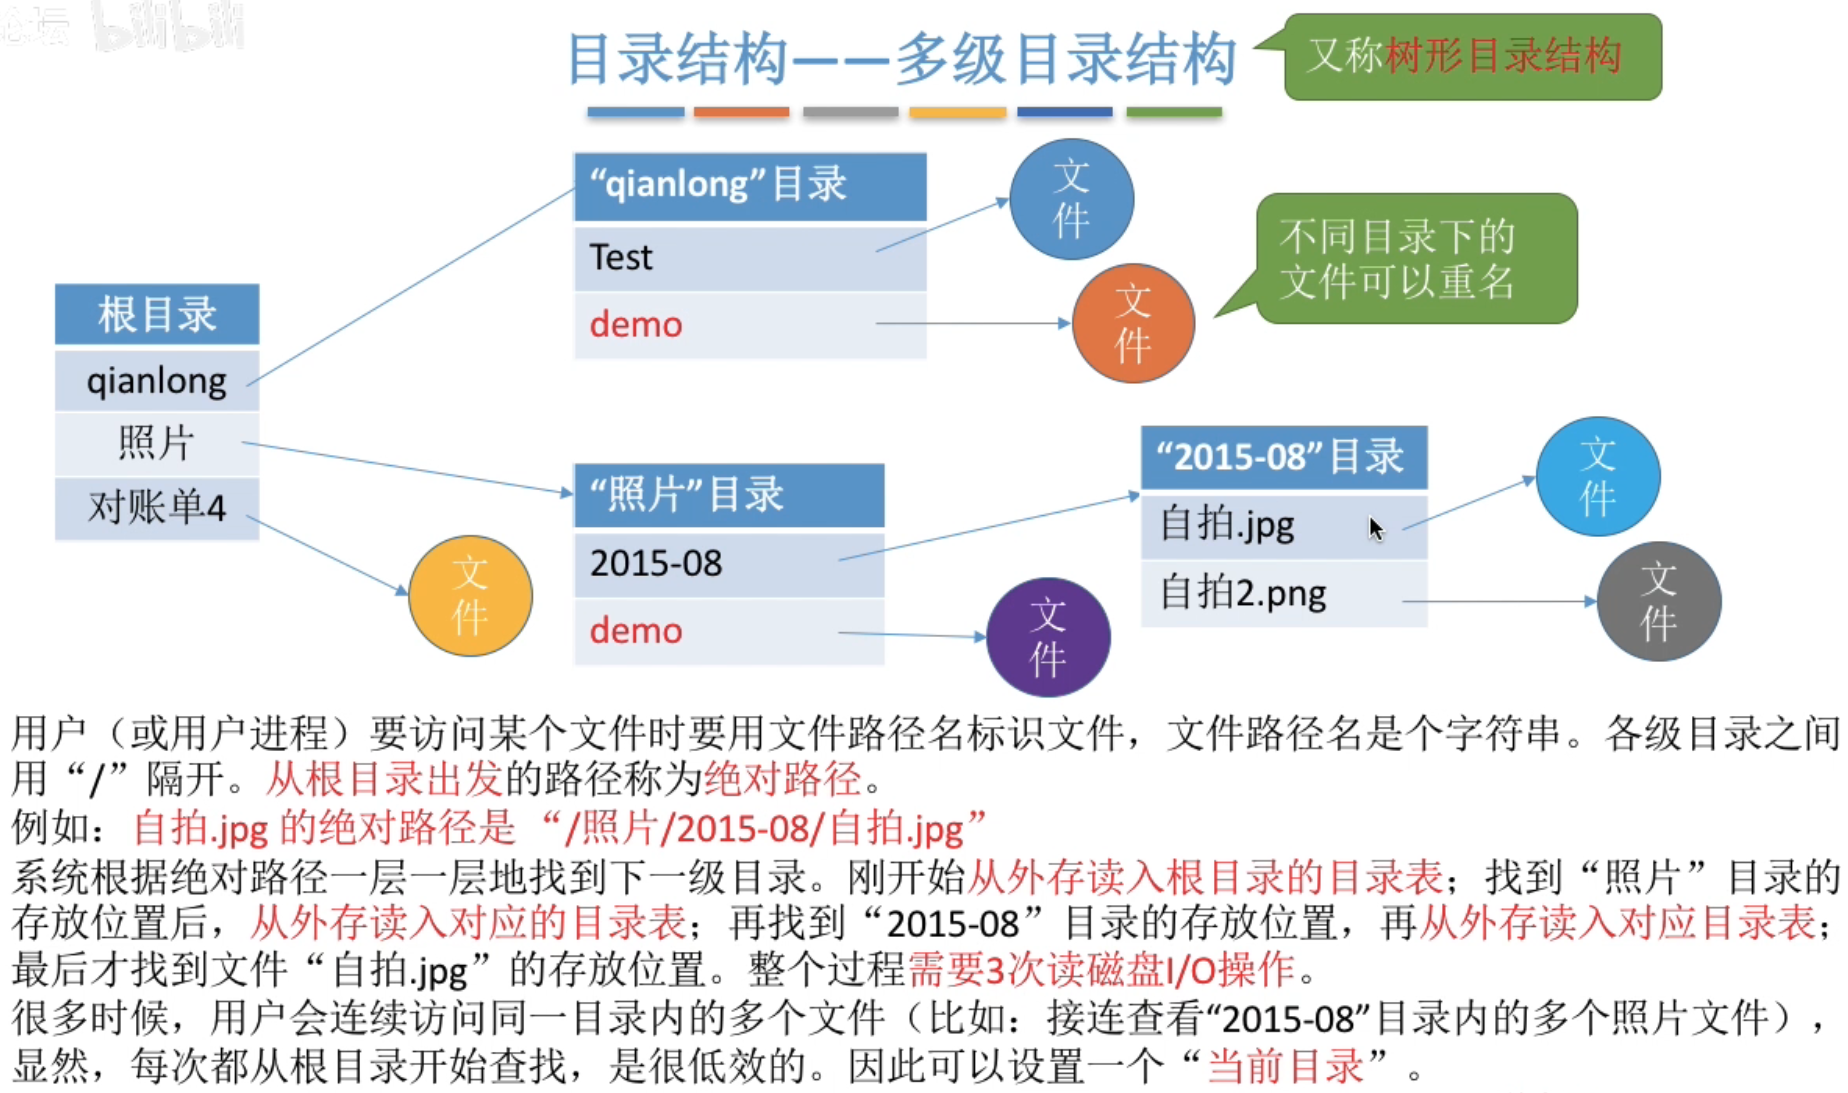 论坛 bilibili
目录结构——多级目录结构
又称树形目录结构
“qianlong”目录
Test
demo
文
件
文
件
不同目录下的
文件可以重名
根目录
qianlong
照片
对账单4
文
件
“照片”目录
2015-08
demo
文
件
“2015-08”目录
自拍.jpg
自拍2.png
文
件
文
件
用户（或用户进程）要访问某个文件时要用文件路径名标识文件，文件路径名是个字符串。各级目录之间
用“/”隔开。从根目录出发的路径称为绝对路径。
例如：自拍.jpg 的绝对路径是 “/照片/2015-08/自拍.jpg”
系统根据绝对路径一层一层地找到下一级目录。刚开始从外存读入根目录的目录表；找到“照片”目录的
存放位置后，从外存读入对应的目录表；再找到“2015-08”目录的存放位置，再从外存读入对应目录表；
最后才找到文件“自拍.jpg”的存放位置。整个过程需要3次读磁盘I/O操作。
很多时候，用户会连续访问同一目录内的多个文件（比如：接连查看“2015-08”目录内的多个照片文件），
显然，每次都从根目录开始查找，是很低效的。因此可以设置一个“当前目录”。